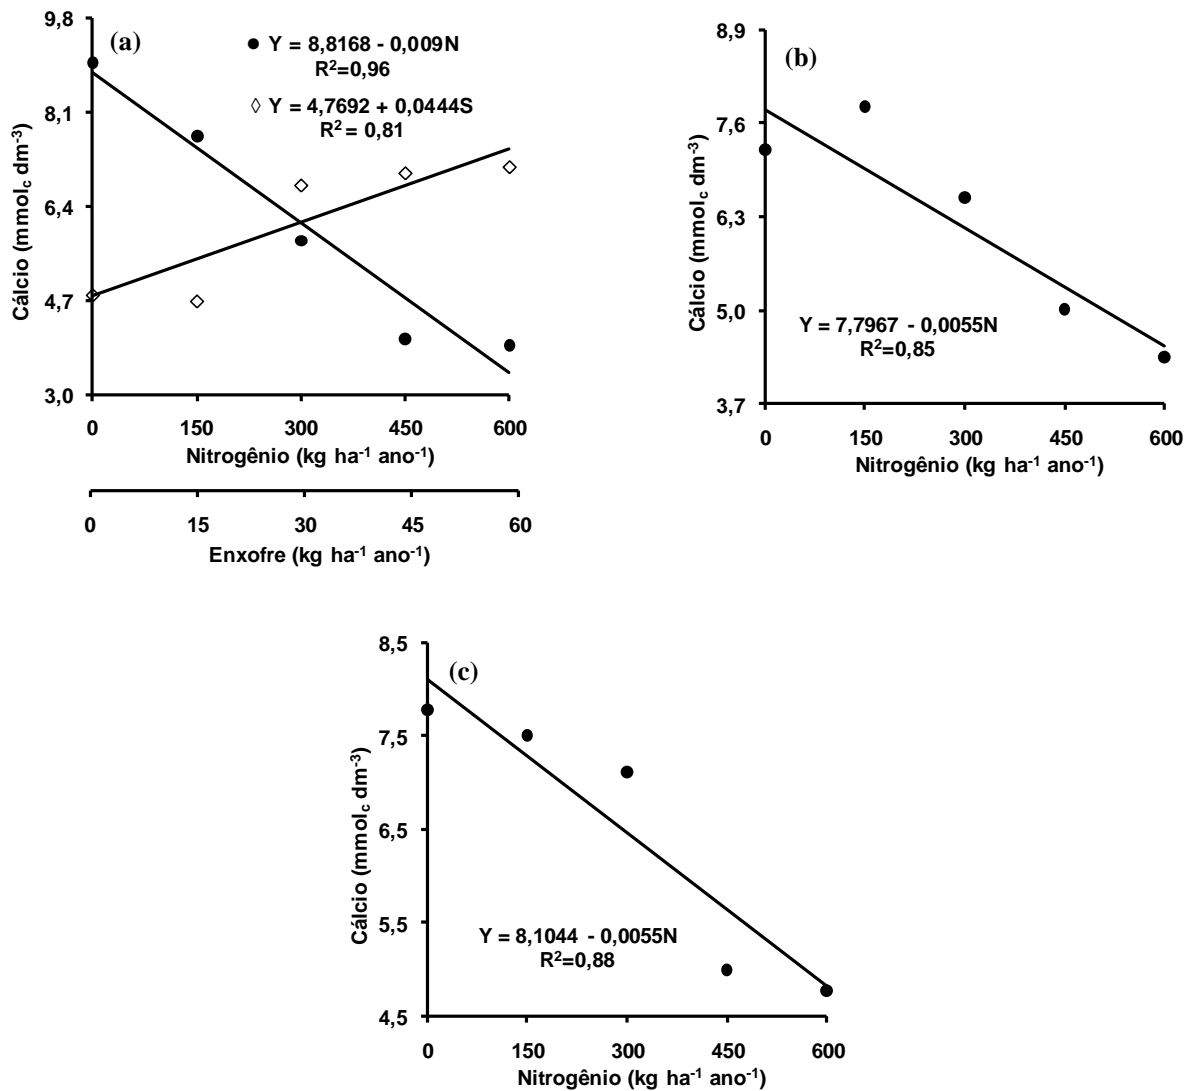 (a)
● Y = 8,8168 - 0,009N
R²=0,96
◇ Y = 4,7692 + 0,0444S
R² = 0,81
Cálcio (mmolc dm⁻³)
9,8
8,1
6,4
4,7
3,0
0 150 300 450 600
Nitrogênio (kg ha⁻¹ ano⁻¹)
0 15 30 45 60
Enxofre (kg ha⁻¹ ano⁻¹)
(b)
Cálcio (mmolc dm⁻³)
8,9
7,6
6,3
5,0
3,7
Y = 7,7967 - 0,0055N
R²=0,85
0 150 300 450 600
Nitrogênio (kg ha⁻¹ ano⁻¹)
(c)
Cálcio (mmolc dm⁻³)
8,5
7,5
6,5
5,5
4,5
Y = 8,1044 - 0,0055N
R²=0,88
0 150 300 450 600
Nitrogênio (kg ha⁻¹ ano⁻¹)